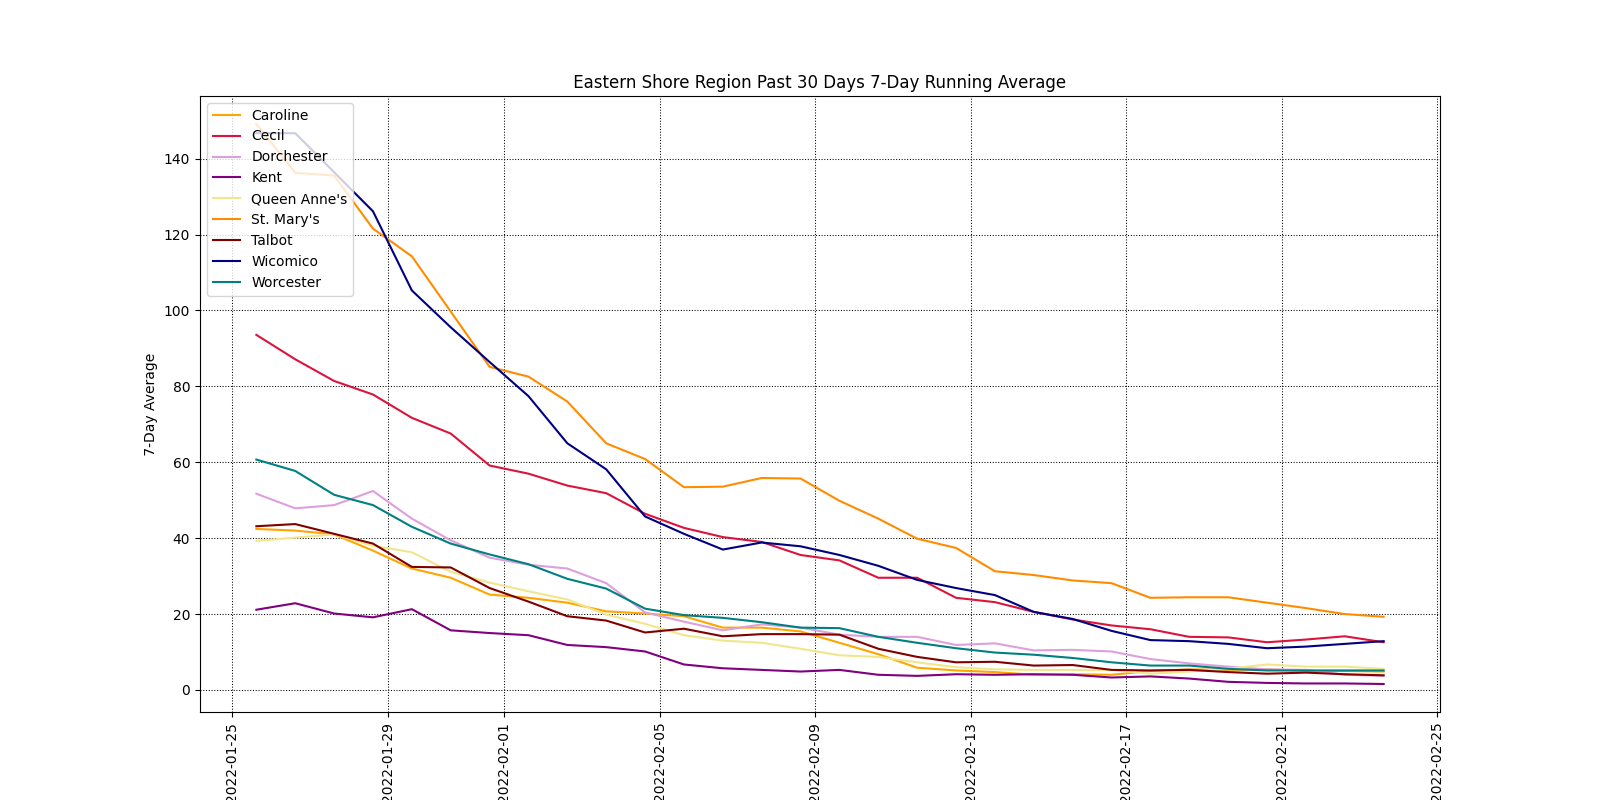 Eastern Shore Region Past 30 Days 7-Day Running Average
Caroline
Cecil
Dorchester
Kent
Queen Anne's
St. Mary's
Talbot
Wicomico
Worcester
7-Day Average
140
120
100
80
60
40
20
0
2022-01-25
2022-01-29
2022-02-01
2022-02-05
2022-02-09
2022-02-13
2022-02-17
2022-02-21
2022-02-25